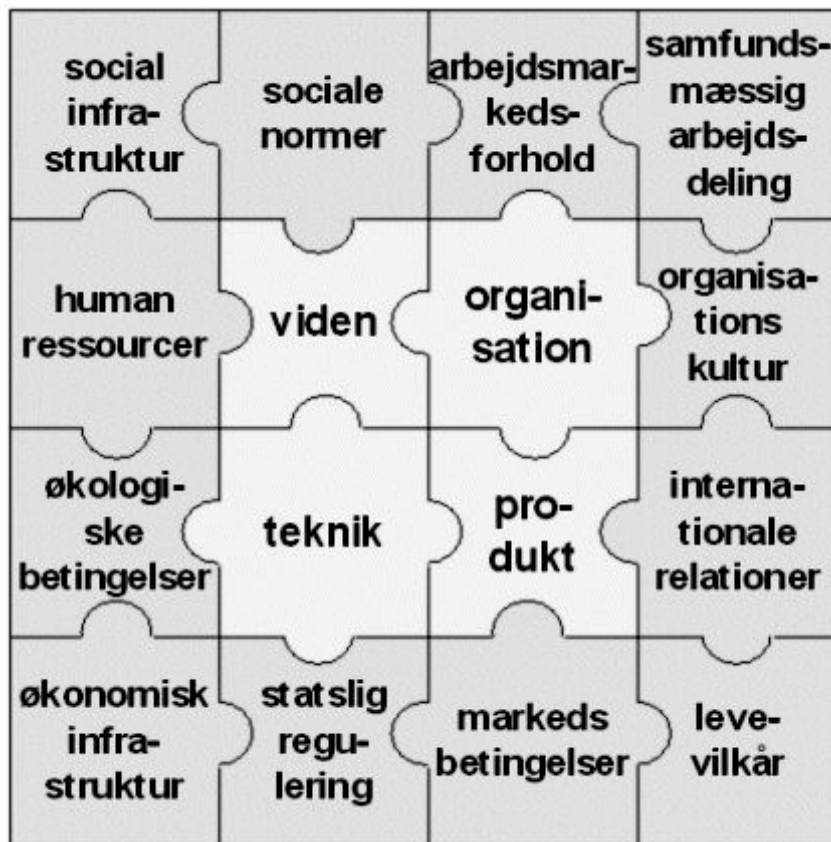 social
infra-
struktur
sociale
normer
arbejdsmar-
keds-
forhold
samfunds-
mæssig
arbejds-
deling
human
ressourcer
viden
organi-
sation
organisa-
tions
kultur
økologi-
ske
betingelser
teknik
pro-
dukt
interna-
tionale
relationer
økonomisk
infra-
struktur
statslig
regu-
lering
markeds
betingelser
leve-
vilkår